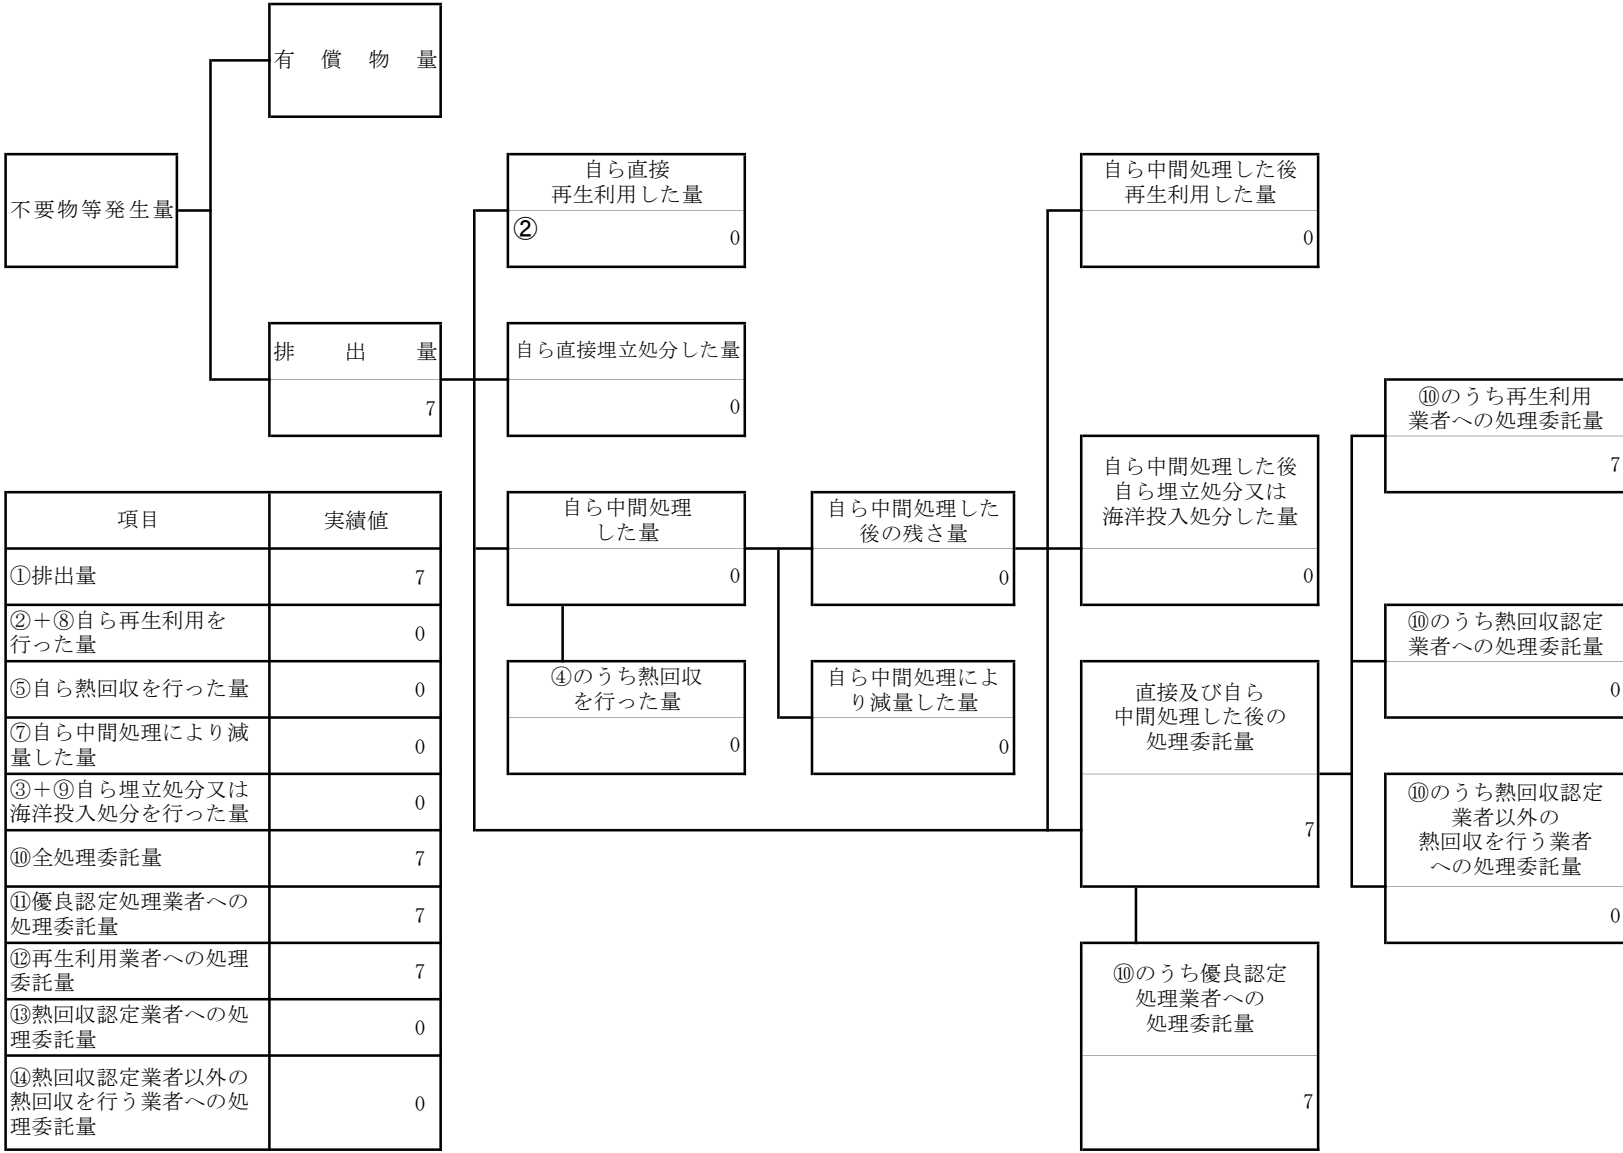 有償物量
不要物等発生量
自ら直接
再生利用した量
②
0
自ら中間処理した後
再生利用した量
0
排出量
7
自ら直接埋立処分した量
0
⑩のうち再生利用
業者への処理委託量
7
自ら中間処理
した量
0
自ら中間処理した
後の残さ量
0
自ら中間処理した後
自ら埋立処分又は
海洋投入処分した量
0
⑩のうち熱回収認定
業者への処理委託量
0
④のうち熱回収
を行った量
0
自ら中間処理によ
り減量した量
0
直接及び自ら
中間処理した後の
処理委託量
7
⑩のうち熱回収認定
業者以外の
熱回収を行う業者
への処理委託量
0
⑩のうち優良認定
処理業者への
処理委託量
7
項目 実績値
①排出量 7
②+⑧自ら再生利用を
行った量 0
⑤自ら熱回収を行った量 0
⑦自ら中間処理により減
量した量 0
③+⑨自ら埋立処分又は
海洋投入処分を行った量 0
⑩全処理委託量 7
⑪優良認定処理業者への
処理委託量 7
⑫再生利用業者への処理
委託量 7
⑬熱回収認定業者への処
理委託量 0
⑭熱回収認定業者以外の
熱回収を行う業者への処
理委託量 0